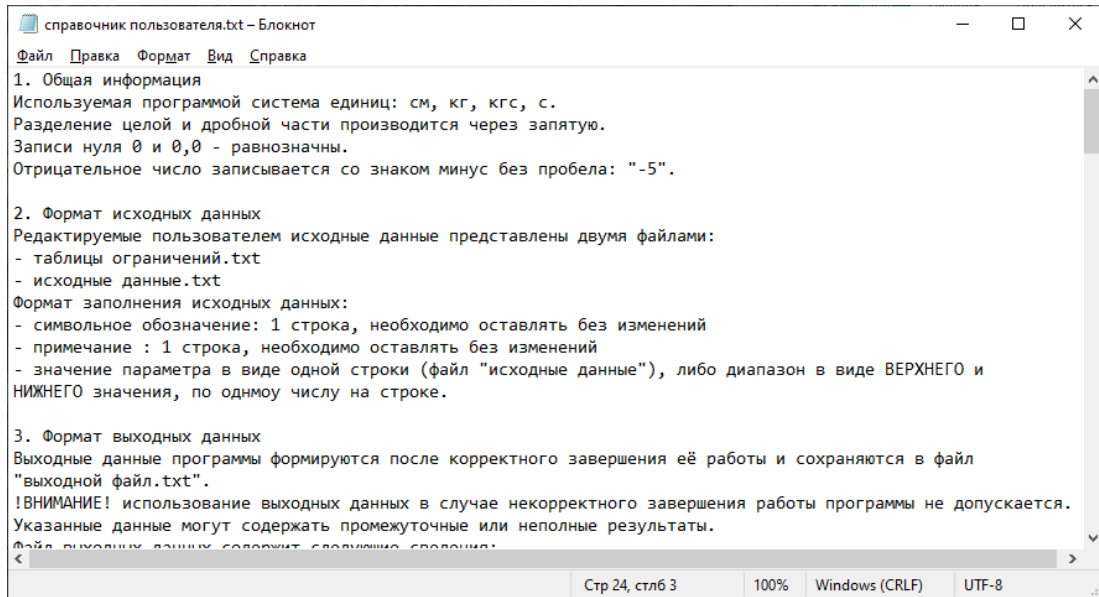 справочник пользователя.txt – Блокнот
Файл Правка Формат Вид Справка
1. Общая информация
Используемая программой система единиц: см, кг, кгс, с.
Разделение целой и дробной части производится через запятую.
Записи нуля 0 и 0,0 - равнозначны.
Отрицательное число записывается со знаком минус без пробела: "-5".
2. Формат исходных данных
Редактируемые пользователем исходные данные представлены двумя файлами:
- таблицы ограничений.txt
- исходные данные.txt
Формат заполнения исходных данных:
- символьное обозначение: 1 строка, необходимо оставлять без изменений
- примечание : 1 строка, необходимо оставлять без изменений
- значение параметра в виде одной строки (файл "исходные данные"), либо диапазон в виде ВЕРХНЕГО и
НИЖНЕГО значения, по однмоу числу на строке.
3. Формат выходных данных
Выходные данные программы формируются после корректного завершения её работы и сохраняются в файл
"выходной файл.txt".
!ВНИМАНИЕ! использование выходных данных в случае некорректного завершения работы программы не допускается.
Указанные данные могут содержать промежуточные или неполные результаты.
Файл выходных данных содержит следующие сведения:
Стр 24, стлб 3 100% Windows (CRLF) UTF-8